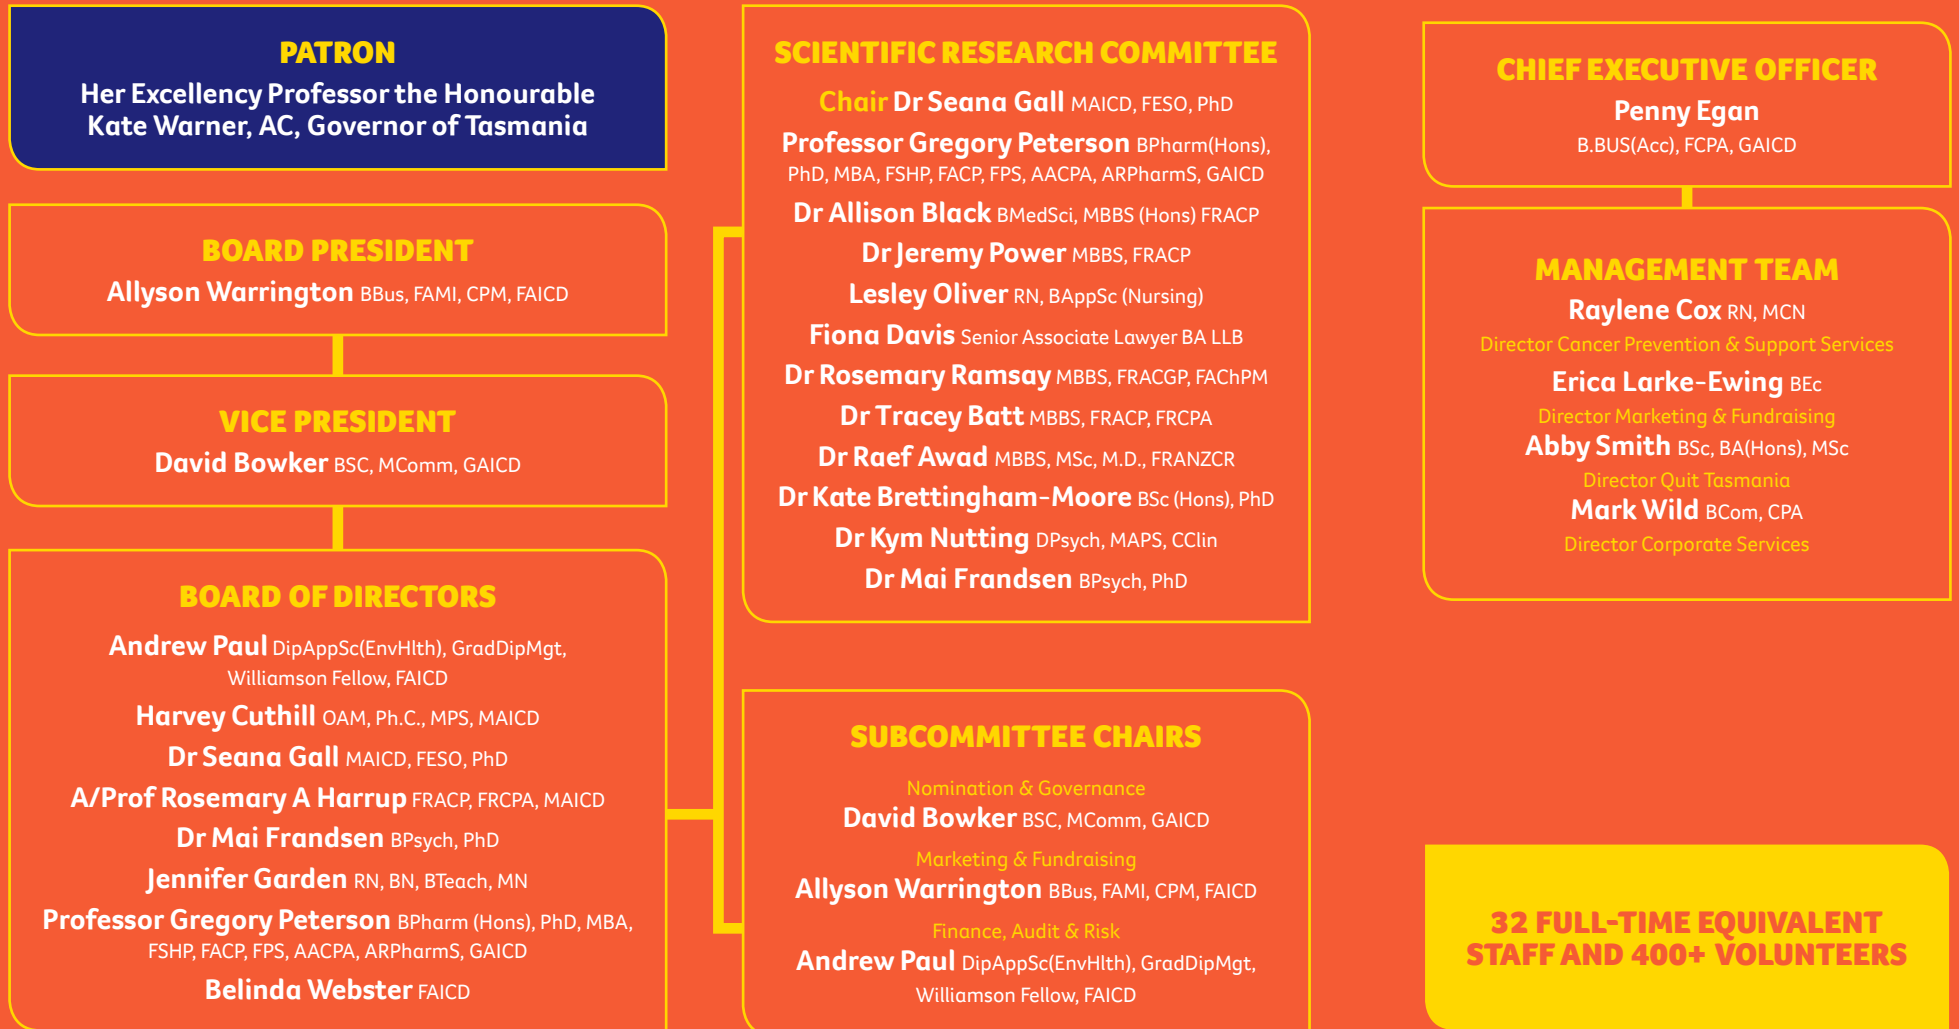 PATRON
Her Excellency Professor the Honourable
Kate Warner, AC, Governor of Tasmania
BOARD PRESIDENT
Allyson Warrington BBus, FAMI, CPM, FAICD
VICE PRESIDENT
David Bowker BSC, MComm, GAICD
BOARD OF DIRECTORS
Andrew Paul DipAppSc(EnvHlth), GradDipMgt,
Williamson Fellow, FAICD
Harvey Cuthill OAM, Ph.C., MPS, MAICD
Dr Seana Gall MAICD, FESO, PhD
A/Prof Rosemary A Harrup FRACP, FRCPA, MAICD
Dr Mai Frandsen BPsych, PhD
Jennifer Garden RN, BN, BTeach, MN
Professor Gregory Peterson BPharm (Hons), PhD, MBA,
FSHP, FACP, FPS, AACPA, ARPharmS, GAICD
Belinda Webster FAICD
SCIENTIFIC RESEARCH COMMITTEE
Chair Dr Seana Gall MAICD, FESO, PhD
Professor Gregory Peterson BPharm(Hons),
PhD, MBA, FSHP, FACP, FPS, AACPA, ARPharmS, GAICD
Dr Allison Black BMedSci, MBBS (Hons) FRACP
Dr Jeremy Power MBBS, FRACP
Lesley Oliver RN, BAppSc (Nursing)
Fiona Davis Senior Associate Lawyer BA LLB
Dr Rosemary Ramsay MBBS, FRACGP, FAChPM
Dr Tracey Batt MBBS, FRACP, FRCPA
Dr Raef Awad MBBS, MSc, M.D., FRANZCR
Dr Kate Brettingham-Moore BSc (Hons), PhD
Dr Kym Nutting DPsych, MAPS, CClin
Dr Mai Frandsen BPsych, PhD
SUBCOMMITTEE CHAIRS
Nomination & Governance
David Bowker BSC, MComm, GAICD
Marketing & Fundraising
Allyson Warrington BBus, FAMI, CPM, FAICD
Finance, Audit & Risk
Andrew Paul DipAppSc(EnvHlth), GradDipMgt,
Williamson Fellow, FAICD
CHIEF EXECUTIVE OFFICER
Penny Egan
B.BUS(Acc), FCPA, GAICD
MANAGEMENT TEAM
Raylene Cox RN, MCN
Director Cancer Prevention & Support Services
Erica Larke-Ewing BEc
Director Marketing & Fundraising
Abby Smith BSc, BA(Hons), MSc
Director Quit Tasmania
Mark Wild BCom, CPA
Director Corporate Services
32 FULL-TIME EQUIVALENT
STAFF AND 400+ VOLUNTEERS